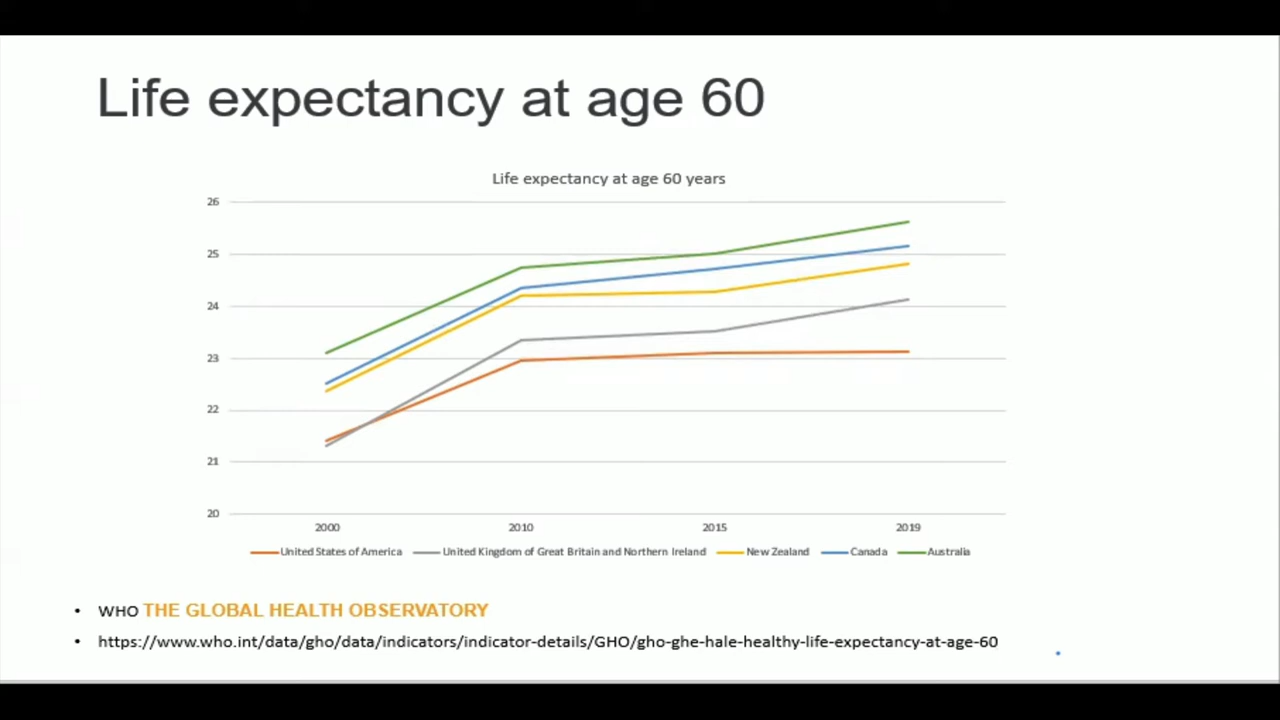 Life expectancy at age 60
Life expectancy at age 60 years
26
25
24
23
22
21
20
2000 2010 2015 2019
United States of America United Kingdom of Great Britain and Northern Ireland New Zealand Canada Australia
• WHO THE GLOBAL HEALTH OBSERVATORY
• https://www.who.int/data/gho/data/indicators/indicator-details/GHO/gho-ghe-hale-healthy-life-expectancy-at-age-60